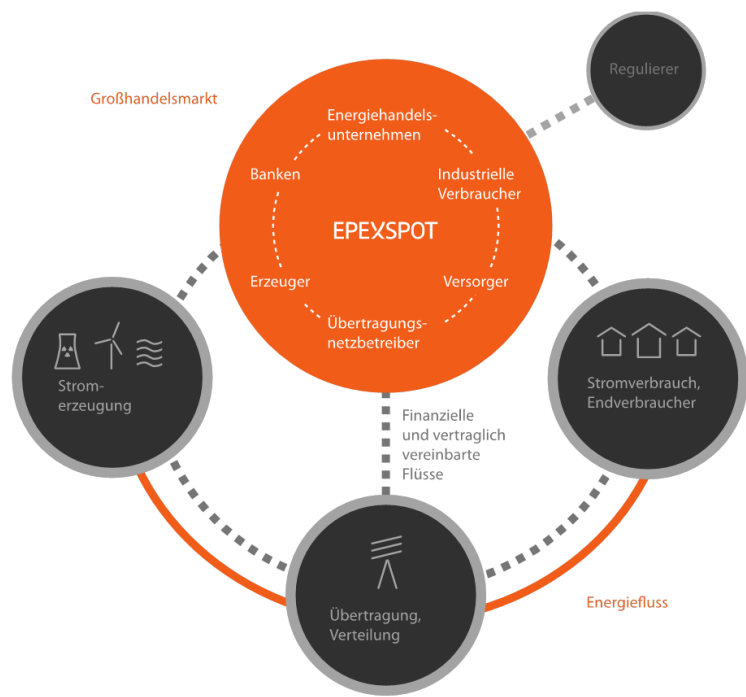 Regulierer
Großhandelsmarkt
Energiehandels-
unternehmen
Banken
Industrielle
Verbraucher
EPEXSPOT
Erzeuger
Versorger
Übertragungs-
netzbetreiber
Strom-
erzeugung
Stromverbrauch,
Endverbraucher
Finanzielle
und vertraglich
vereinbarte
Flüsse
Energiefluss
Übertragung,
Verteilung